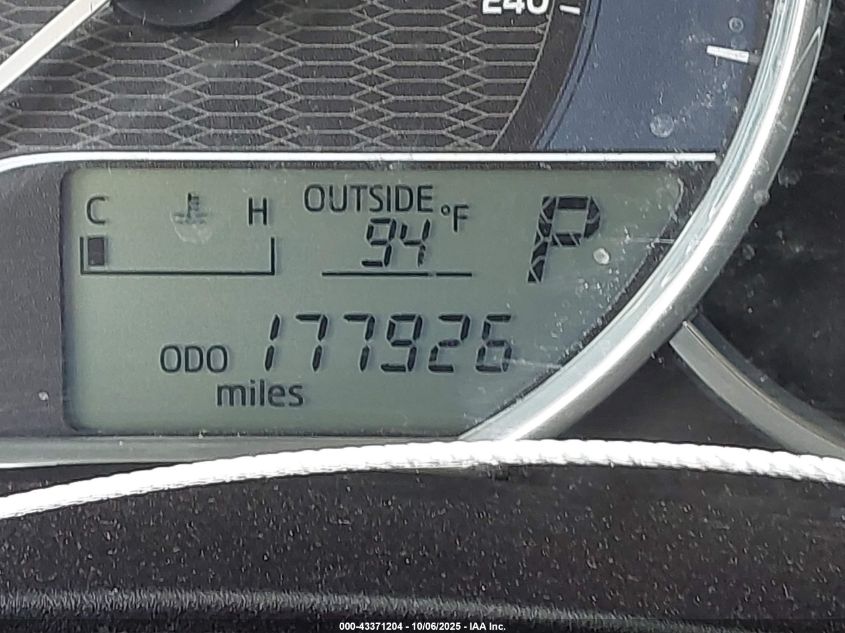 240
C H OUTSIDE °F P
94
ODO 177926
miles
000-43371204 - 10/06/2025 - IAA Inc.